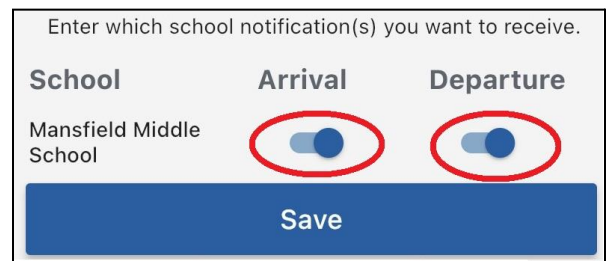 Enter which school notification(s) you want to receive.
School Arrival Departure
Mansfield Middle
School
Save